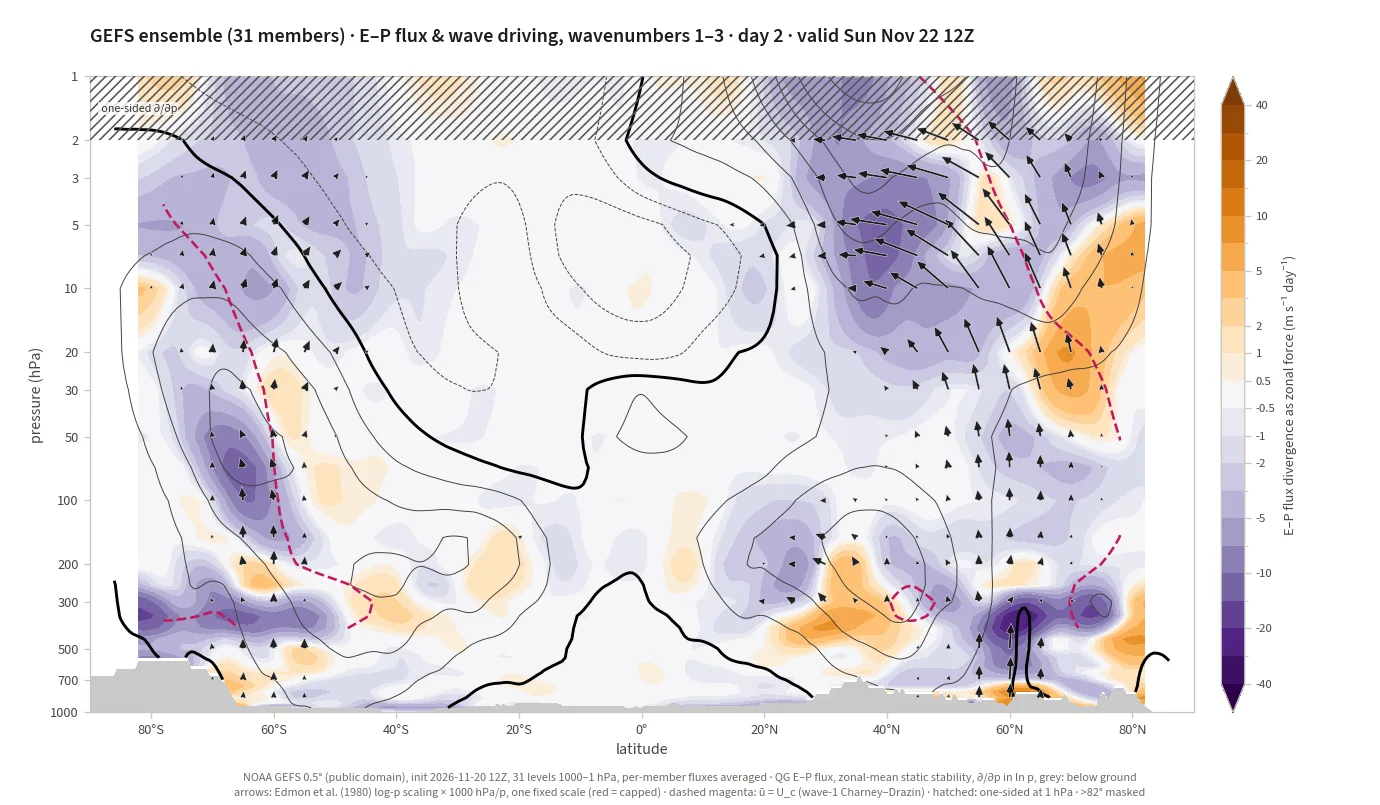 GEFS ensemble (31 members) · E–P flux & wave driving, wavenumbers 1–3 · day 2 · valid Sun Nov 22 12Z
one-sided ∂/∂p
pressure (hPa)
1
2
3
5
10
20
30
50
100
200
300
500
700
1000
80°S
60°S
40°S
20°S
0°
20°N
40°N
60°N
80°N
latitude
40
20
10
5
2
1
0.5
-0.5
-1
-2
-5
-10
-20
-40
E–P flux divergence as zonal force (m s⁻¹ day⁻¹)
NOAA GEFS 0.5° (public domain), init 2026-11-20 12Z, 31 levels 1000–1 hPa, per-member fluxes averaged · QG E–P flux, zonal-mean static stability, ∂/∂p in ln p, grey: below ground
arrows: Edmon et al. (1980) log-p scaling × 1000 hPa/p, one fixed scale (red = capped) · dashed magenta: ū = U_c (wave-1 Charney–Drazin) · hatched: one-sided at 1 hPa · >82° masked